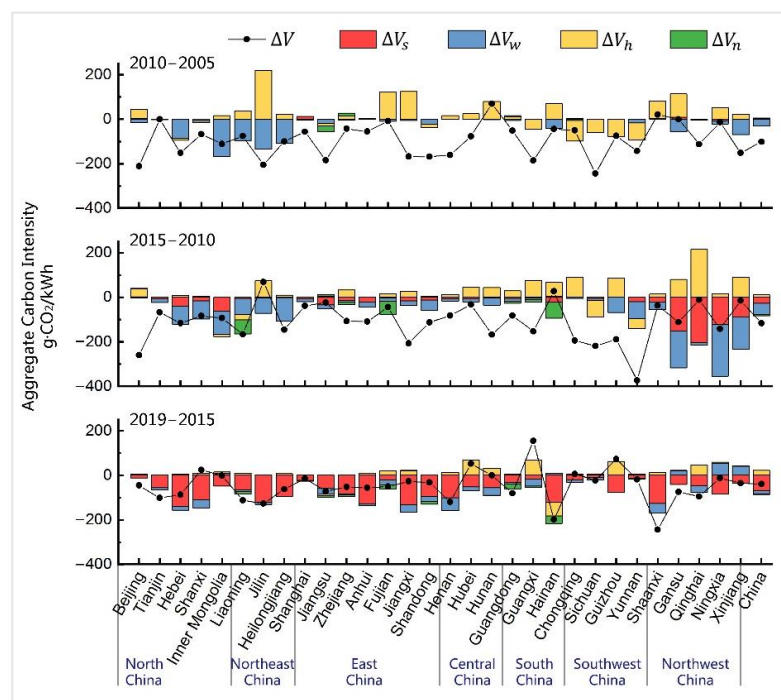 ΔV ΔVs ΔVw ΔVh ΔVn
2010−2005
200
0
−200
−400
2015−2010
200
0
−200
−400
2019−2015
200
0
−200
−400
Aggregate Carbon Intensity
g·CO₂/kWh
Beijing
Tianjin
Hebei
Shanxi
Inner Mongolia
Liaoning
Jilin
Heilongjiang
Shanghai
Jiangsu
Zhejiang
Anhui
Fujian
Jiangxi
Shandong
Henan
Hubei
Hunan
Guangdong
Guangxi
Hainan
Chongqing
Sichuan
Guizhou
Yunnan
Shaanxi
Gansu
Qinghai
Ningxia
Xinjiang
China
North
China
Northeast
China
East
China
Central
China
South
China
Southwest
China
Northwest
China